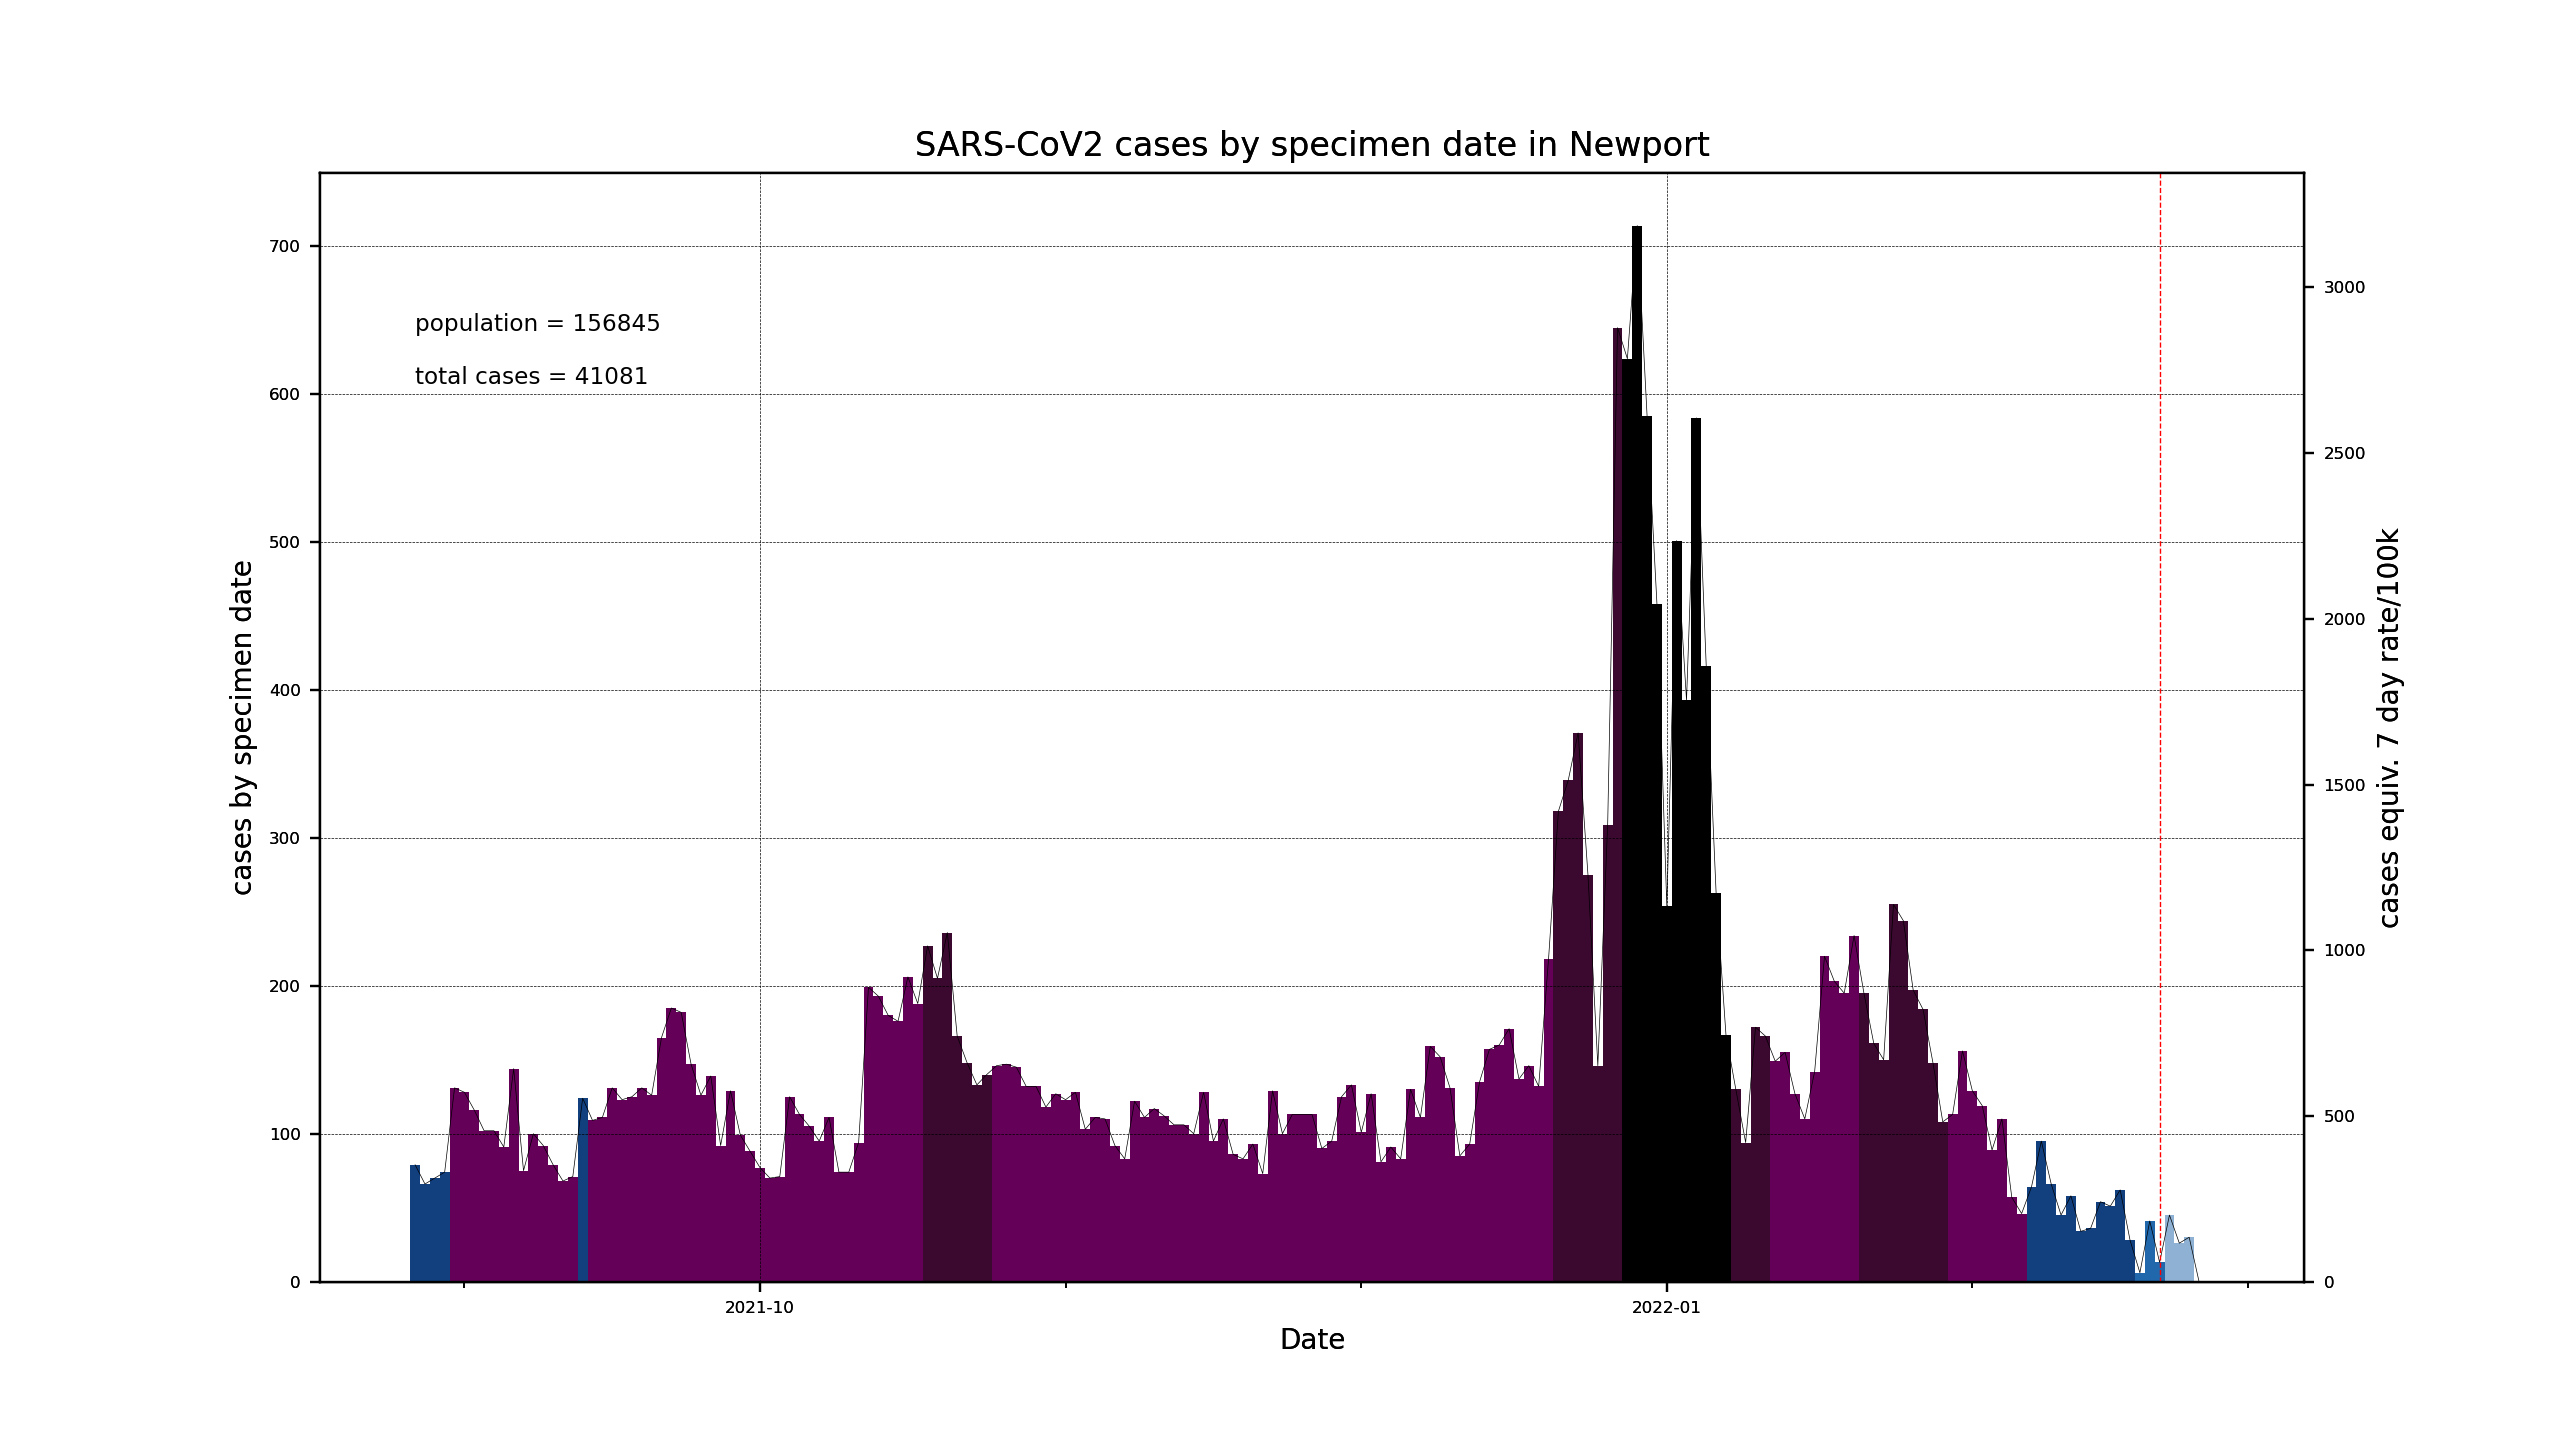 SARS-CoV2 cases by specimen date in Newport
population = 156845
total cases = 41081
cases by specimen date
700
600
500
400
300
200
100
0
3000
2500
2000
1500
1000
500
0
cases equiv. 7 day rate/100k
2021-10
2022-01
Date